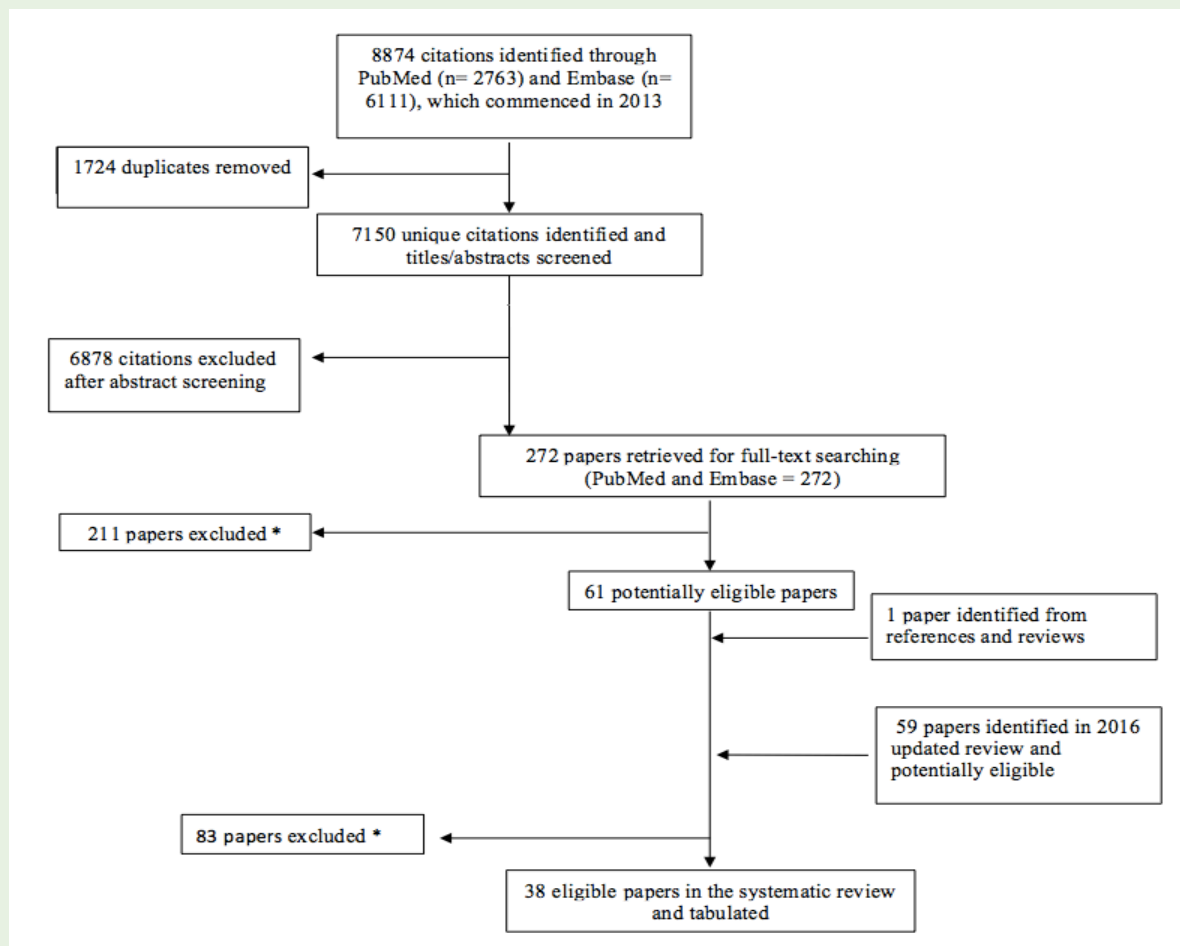 8874 citations identified through
PubMed (n= 2763) and Embase (n=
6111), which commenced in 2013
1724 duplicates removed
7150 unique citations identified and
titles/abstracts screened
6878 citations excluded
after abstract screening
272 papers retrieved for full-text searching
(PubMed and Embase = 272)
211 papers excluded *
61 potentially eligible papers
1 paper identified from
references and reviews
59 papers identified in 2016
updated review and
potentially eligible
83 papers excluded *
38 eligible papers in the systematic review
and tabulated